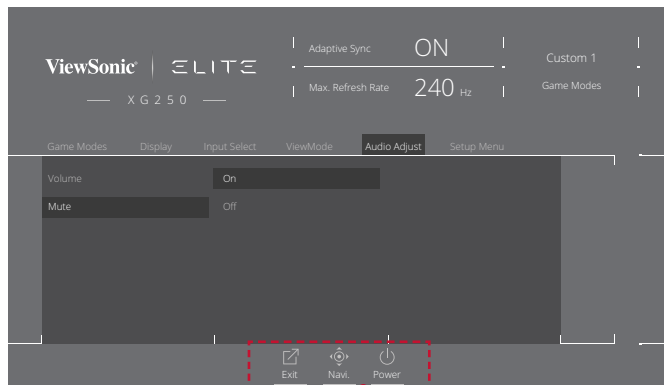 Adaptive Sync ON
ViewSonic ELITE
Custom 1
Max. Refresh Rate 240 Hz
Game Modes
XG250
Game Modes Display Input Select ViewMode Audio Adjust Setup Menu
Volume On
Mute Off
Exit Navi. Power